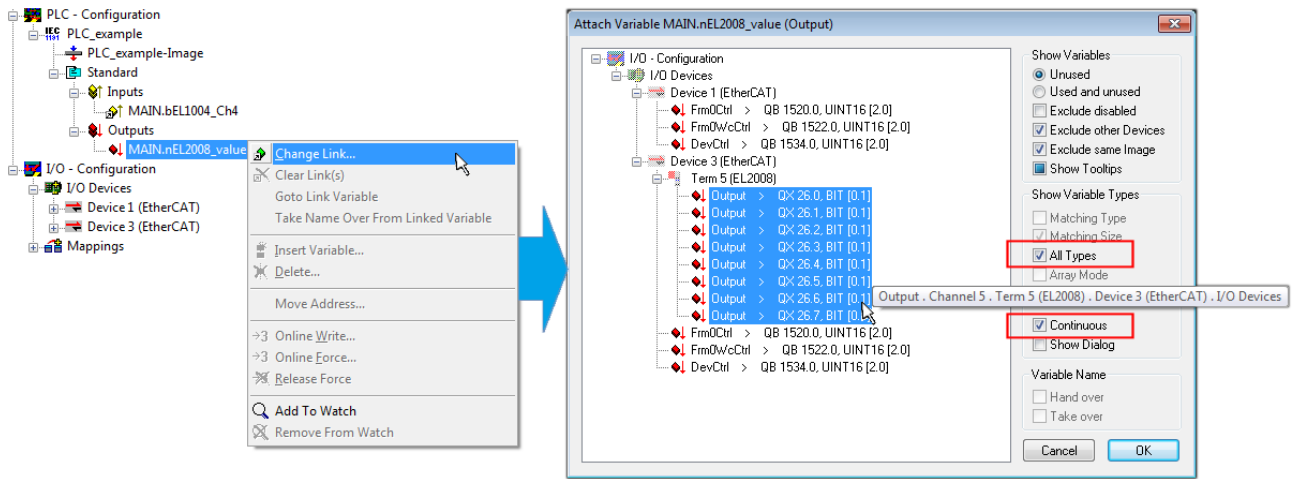 PLC - Configuration
IEC 1131 PLC_example
PLC_example-Image
Standard
Inputs
MAIN.bEL1004_Ch4
Outputs
MAIN.nEL2008_value
I/O - Configuration
I/O Devices
Device 1 (EtherCAT)
Device 3 (EtherCAT)
Mappings
Change Link...
Clear Link(s)
Goto Link Variable
Take Name Over From Linked Variable
Insert Variable...
Delete...
Move Address...
Online Write...
Online Force...
Release Force
Add To Watch
Remove From Watch
Attach Variable MAIN.nEL2008_value (Output)
I/O - Configuration
I/O Devices
Device 1 (EtherCAT)
Frm0Ctrl > QB 1520.0, UINT16 [2.0]
Frm0WcCtrl > QB 1522.0, UINT16 [2.0]
DevCtrl > QB 1534.0, UINT16 [2.0]
Device 3 (EtherCAT)
Term 5 (EL2008)
Output > QX 26.0, BIT [0.1]
Output > QX 26.1, BIT [0.1]
Output > QX 26.2, BIT [0.1]
Output > QX 26.3, BIT [0.1]
Output > QX 26.4, BIT [0.1]
Output > QX 26.5, BIT [0.1]
Output > QX 26.6, BIT [0.1]
Output > QX 26.7, BIT [0.1]
Frm0Ctrl > QB 1520.0, UINT16 [2.0]
Frm0WcCtrl > QB 1522.0, UINT16 [2.0]
DevCtrl > QB 1534.0, UINT16 [2.0]
Output . Channel 5 . Term 5 (EL2008) . Device 3 (EtherCAT) . I/O Devices
Show Variables
Unused
Used and unused
Exclude disabled
Exclude other Devices
Exclude same Image
Show Tooltips
Show Variable Types
Matching Type
Matching Size
All Types
Array Mode
Continuous
Show Dialog
Variable Name
Hand over
Take over
Cancel
OK